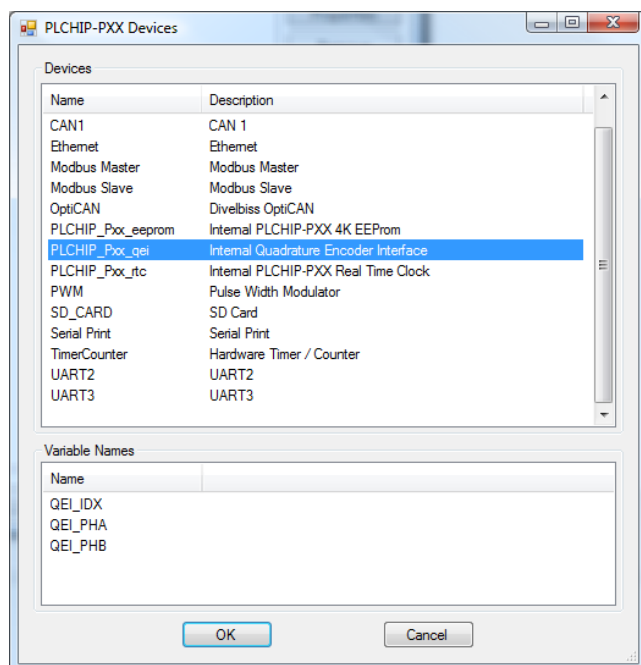 PLCHIP-PXX Devices
Devices
Name Description
CAN1 CAN 1
Ethernet Ethernet
Modbus Master Modbus Master
Modbus Slave Modbus Slave
OptiCAN Divelbiss OptiCAN
PLCHIP_Pxx_eeprom Internal PLCHIP-PXX 4K EEProm
PLCHIP_Pxx_qei Internal Quadrature Encoder Interface
PLCHIP_Pxx_rtc Internal PLCHIP-PXX Real Time Clock
PWM Pulse Width Modulator
SD_CARD SD Card
Serial Print Serial Print
TimerCounter Hardware Timer / Counter
UART2 UART2
UART3 UART3
Variable Names
Name
QEI_IDX
QEI_PHA
QEI_PHB
OK Cancel